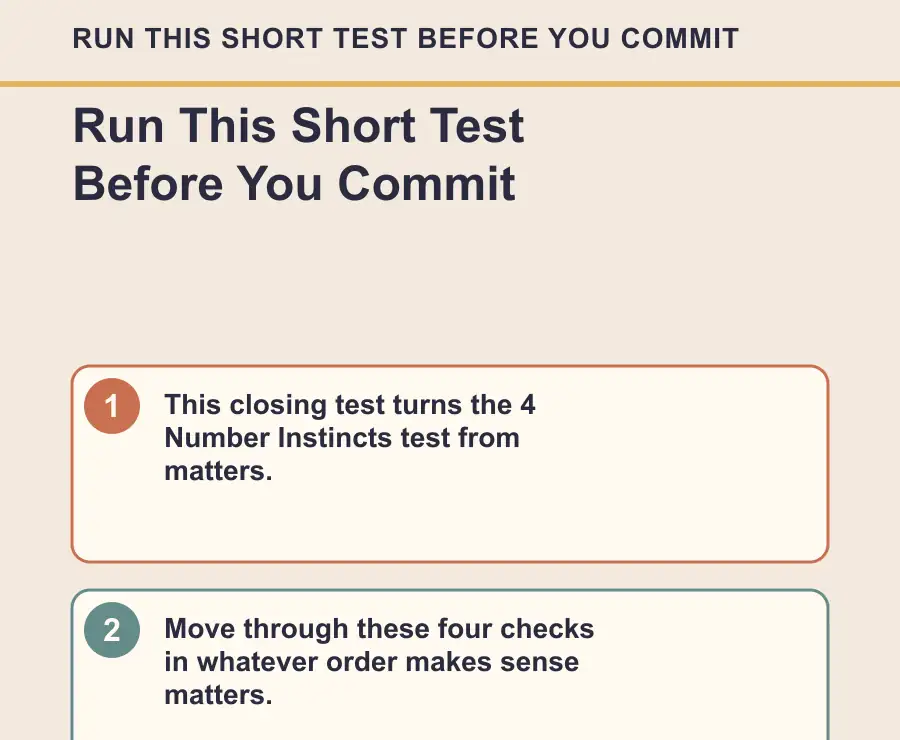 RUN THIS SHORT TEST BEFORE YOU COMMIT
Run This Short Test
Before You Commit
1
This closing test turns the 4
Number Instincts test from
matters.
2
Move through these four checks
in whatever order makes sense
matters.